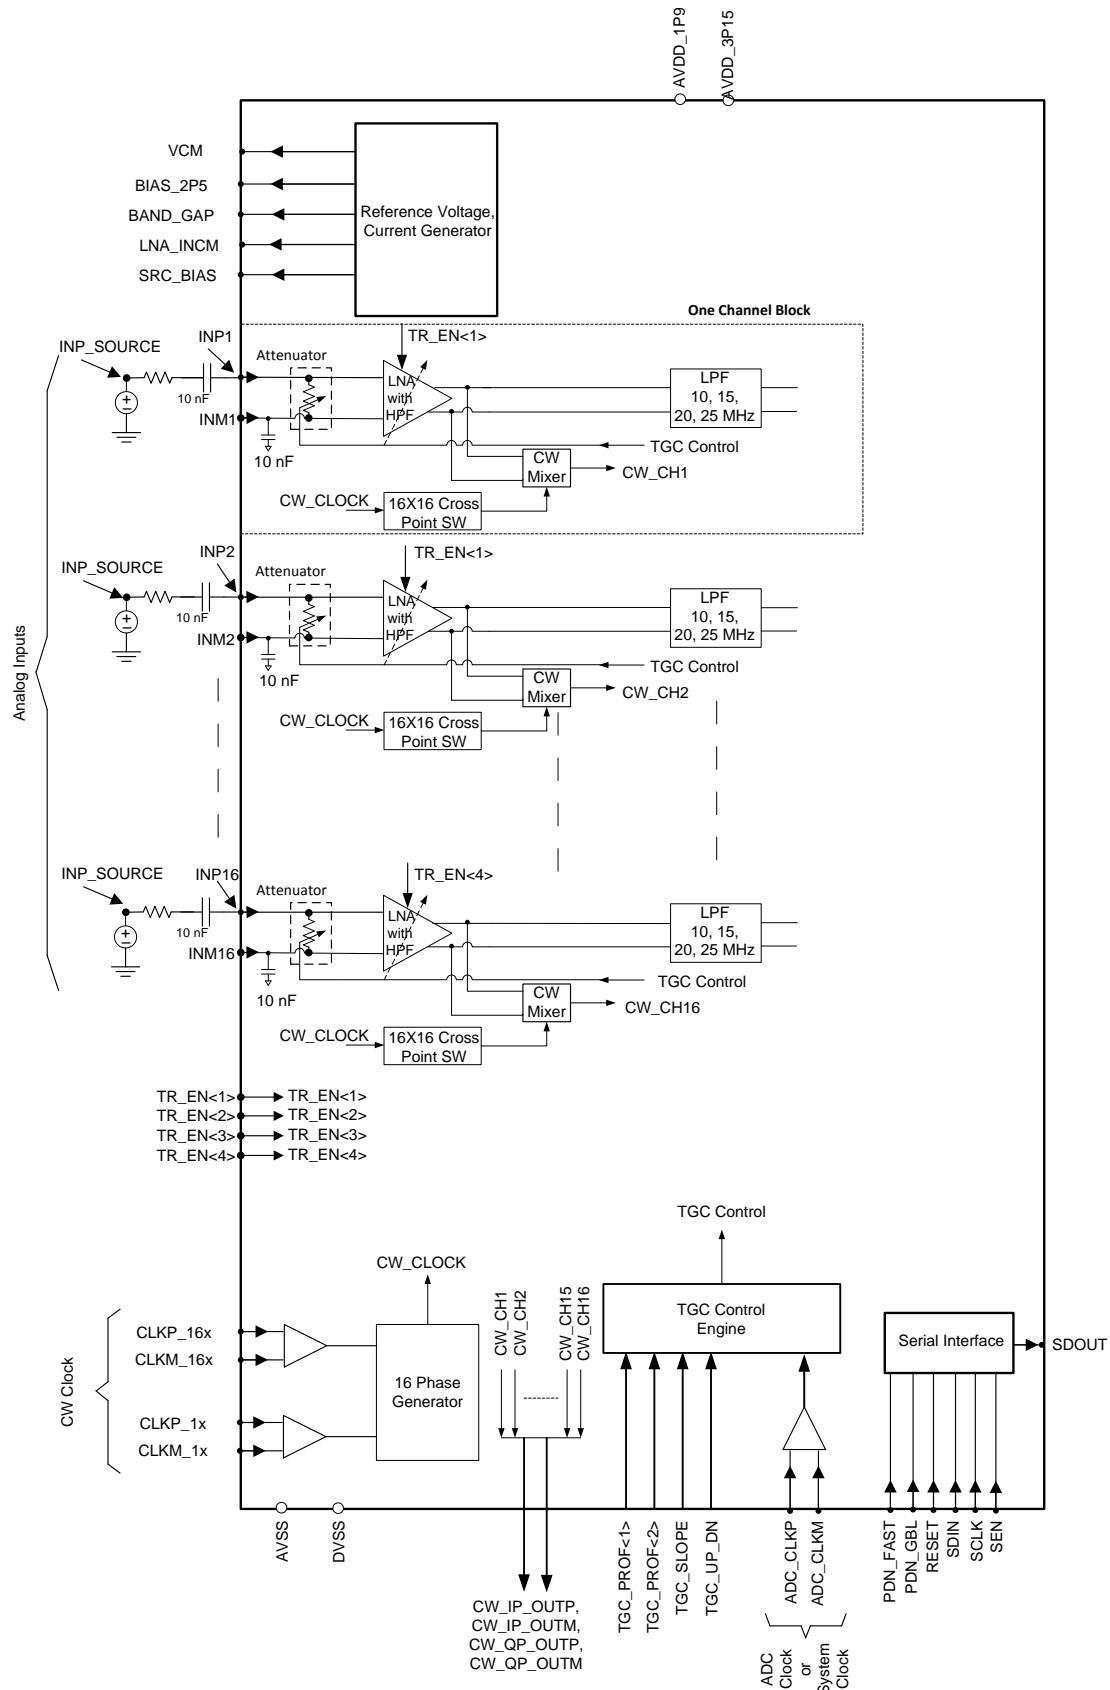 AVDD_1P9
AVDD_3P15
VCM
BIAS_2P5
BAND_GAP
LNA_INCM
SRC_BIAS
Reference Voltage,
Current Generator
One Channel Block
INP_SOURCE
INP1
10 nF
INM1
10 nF
Attenuator
TR_EN<1>
LNA
with
HPF
LPF
10, 15,
20, 25 MHz
TGC Control
CW
Mixer
CW_CH1
CW_CLOCK
16X16 Cross
Point SW
INP_SOURCE
INP2
10 nF
INM2
10 nF
Attenuator
TR_EN<1>
LNA
with
HPF
LPF
10, 15,
20, 25 MHz
TGC Control
CW
Mixer
CW_CH2
CW_CLOCK
16X16 Cross
Point SW
Analog Inputs
INP_SOURCE
INP16
10 nF
INM16
10 nF
Attenuator
TR_EN<4>
LNA
with
HPF
LPF
10, 15,
20, 25 MHz
TGC Control
CW
Mixer
CW_CH16
CW_CLOCK
16X16 Cross
Point SW
TR_EN<1> TR_EN<1>
TR_EN<2> TR_EN<2>
TR_EN<3> TR_EN<3>
TR_EN<4> TR_EN<4>
CW Clock
CLKP_16x
CLKM_16x
CLKP_1x
CLKM_1x
CW_CLOCK
16 Phase
Generator
CW_CH1
CW_CH2
CW_CH15
CW_CH16
TGC Control
TGC Control
Engine
Serial Interface
SDOUT
AVSS
DVSS
CW_IP_OUTP,
CW_IP_OUTM,
CW_QP_OUTP,
CW_QP_OUTM
TGC_PROF<1>
TGC_PROF<2>
TGC_SLOPE
TGC_UP_DN
ADC_CLKP
ADC_CLKM
ADC
Clock
or
System
Clock
PDN_FAST
PDN_GBL
RESET
SDIN
SCLK
SEN